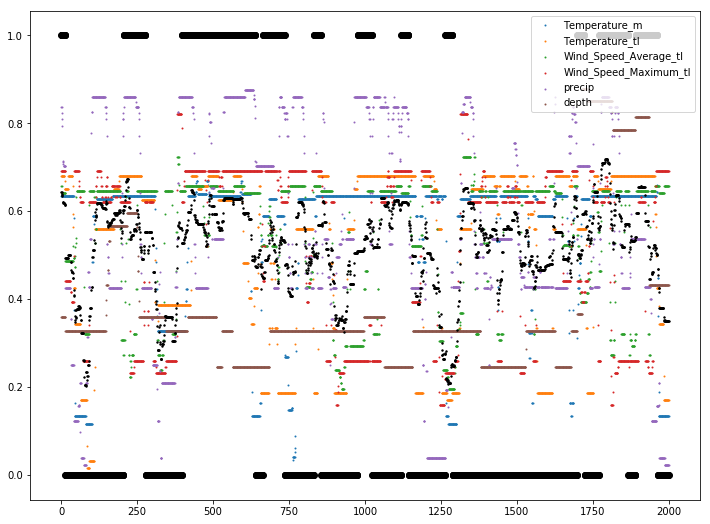 1.0
0.8
0.6
0.4
0.2
0.0
Temperature_m
Temperature_tl
Wind_Speed_Average_tl
Wind_Speed_Maximum_tl
precip
depth
0 250 500 750 1000 1250 1500 1750 2000